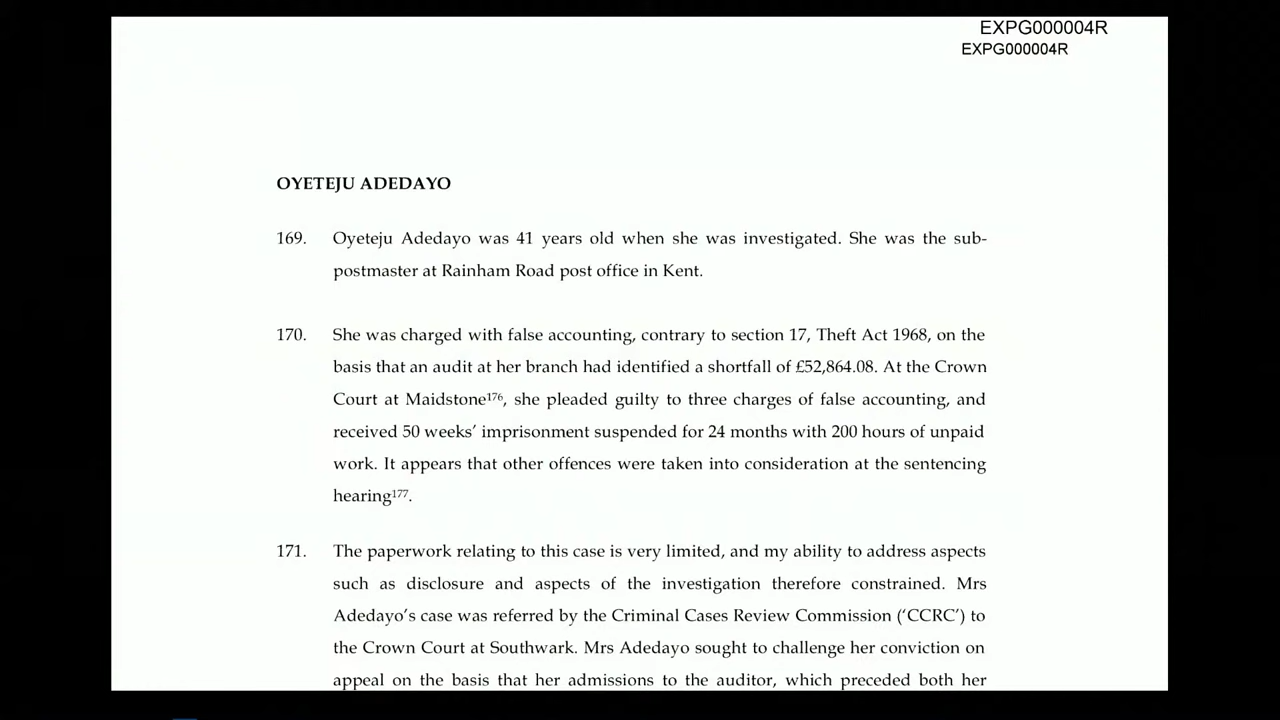 EXPG000004R
EXPG000004R
OYETEJU ADEDAYO
169. Oyeteju Adedayo was 41 years old when she was investigated. She was the sub-
postmaster at Rainham Road post office in Kent.
170. She was charged with false accounting, contrary to section 17, Theft Act 1968, on the
basis that an audit at her branch had identified a shortfall of £52,864.08. At the Crown
Court at Maidstone176, she pleaded guilty to three charges of false accounting, and
received 50 weeks’ imprisonment suspended for 24 months with 200 hours of unpaid
work. It appears that other offences were taken into consideration at the sentencing
hearing177.
171. The paperwork relating to this case is very limited, and my ability to address aspects
such as disclosure and aspects of the investigation therefore constrained. Mrs
Adedayo’s case was referred by the Criminal Cases Review Commission (‘CCRC’) to
the Crown Court at Southwark. Mrs Adedayo sought to challenge her conviction on
appeal on the basis that her admissions to the auditor, which preceded both her